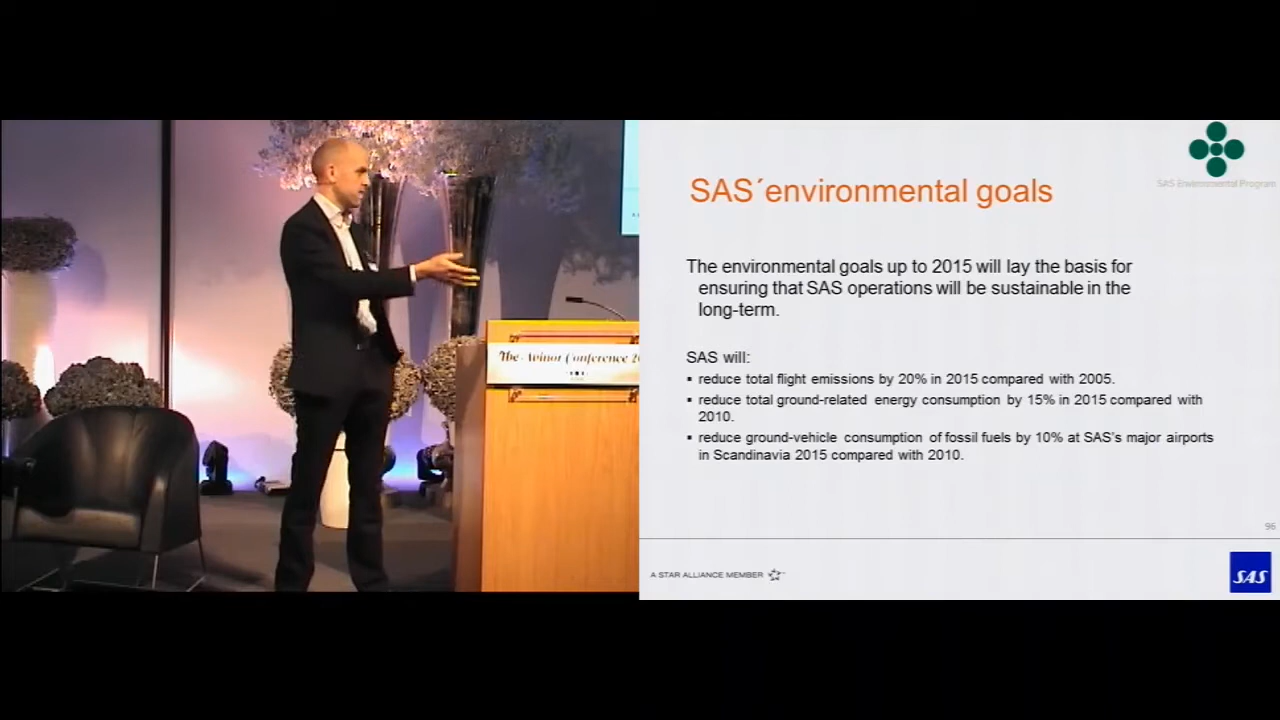 The Avinor Conference 20
SAS Environmental Program
SAS´environmental goals
The environmental goals up to 2015 will lay the basis for
ensuring that SAS operations will be sustainable in the
long-term.
SAS will:
▪ reduce total flight emissions by 20% in 2015 compared with 2005.
▪ reduce total ground-related energy consumption by 15% in 2015 compared with
2010.
▪ reduce ground-vehicle consumption of fossil fuels by 10% at SAS's major airports
in Scandinavia 2015 compared with 2010.
96
A STAR ALLIANCE MEMBER
SAS